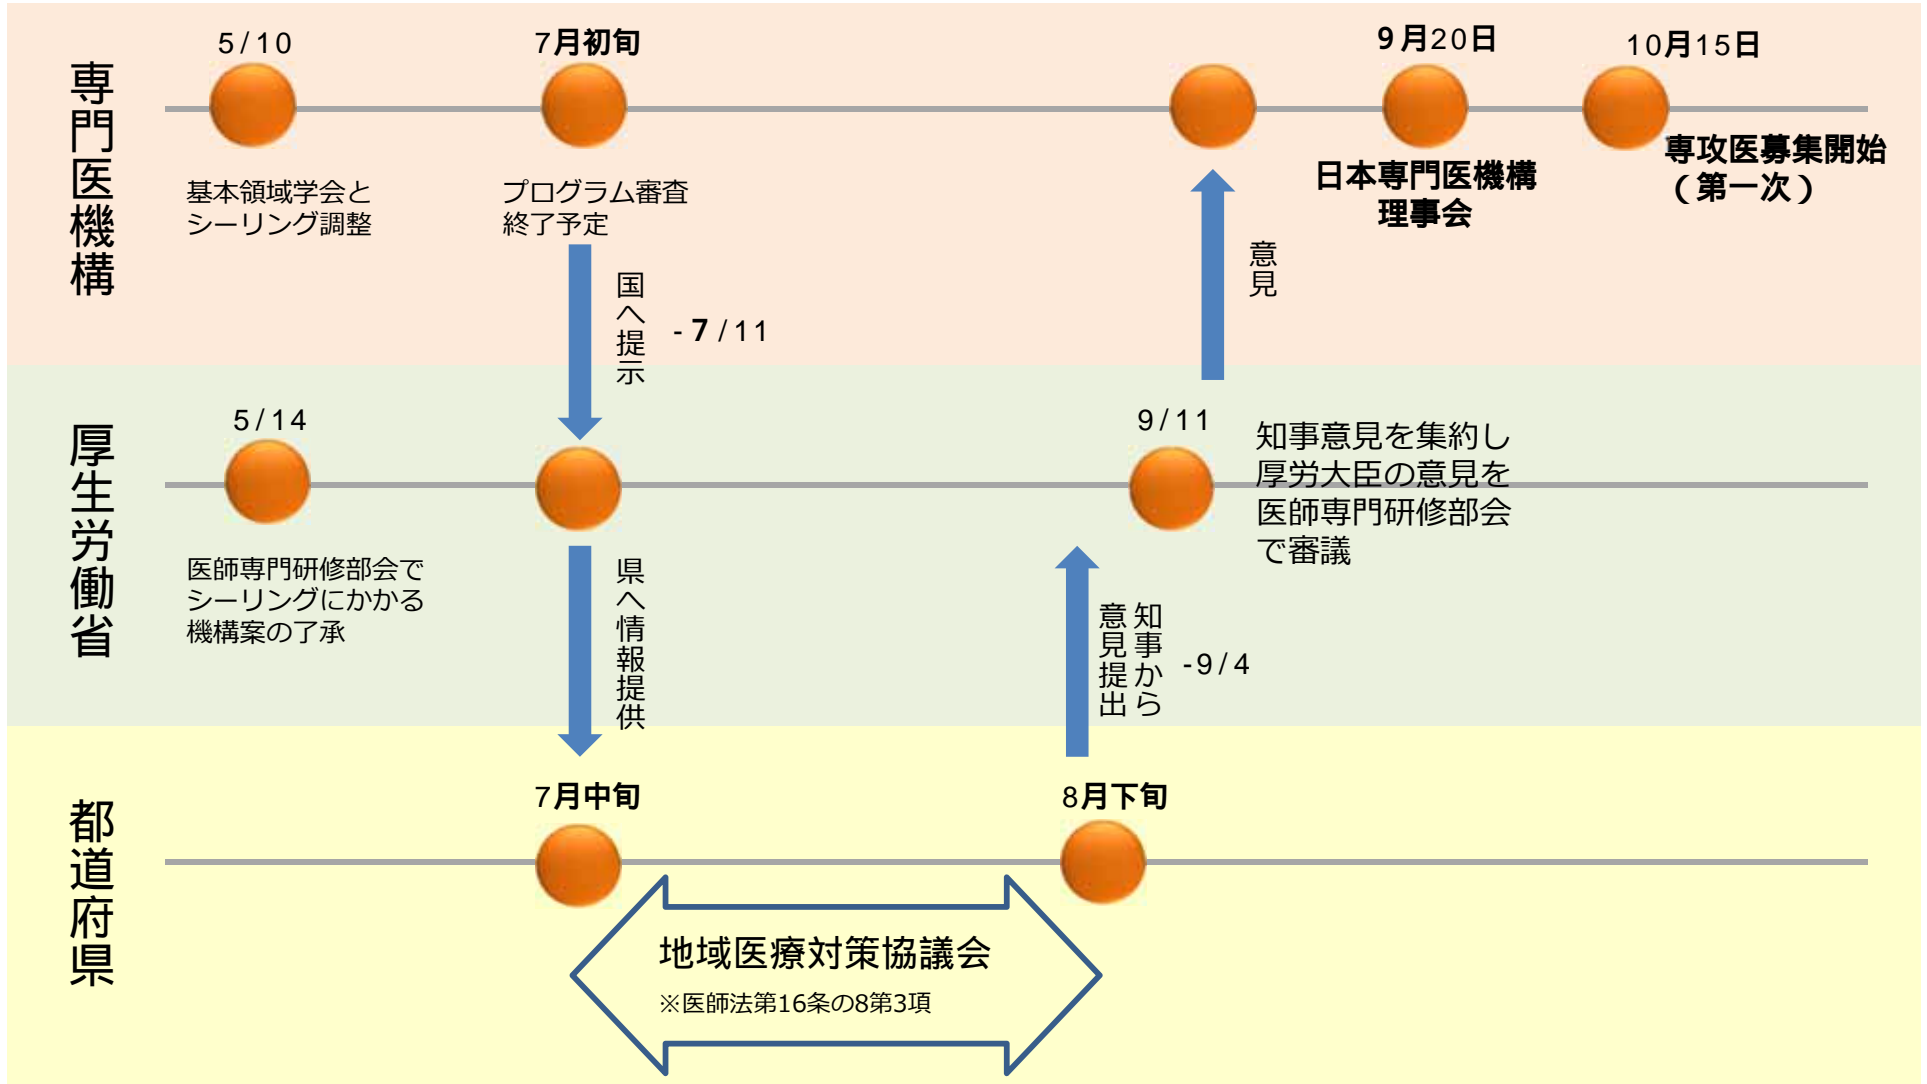 専門医機構
5/10
基本領域学会と
シーリング調整
7月初旬
プログラム審査
終了予定
国へ提示
-7/11
意見
9月20日
日本専門医機構
理事会
10月15日
専攻医募集開始
（第一次）
厚生労働省
5/14
医師専門研修部会で
シーリングにかかる
機構案の了承
県へ情報提供
知事から
意見提出
-9/4
9/11
知事意見を集約し
厚労大臣の意見を
医師専門研修部会
で審議
都道府県
7月中旬
8月下旬
地域医療対策協議会
※医師法第16条の8第3項